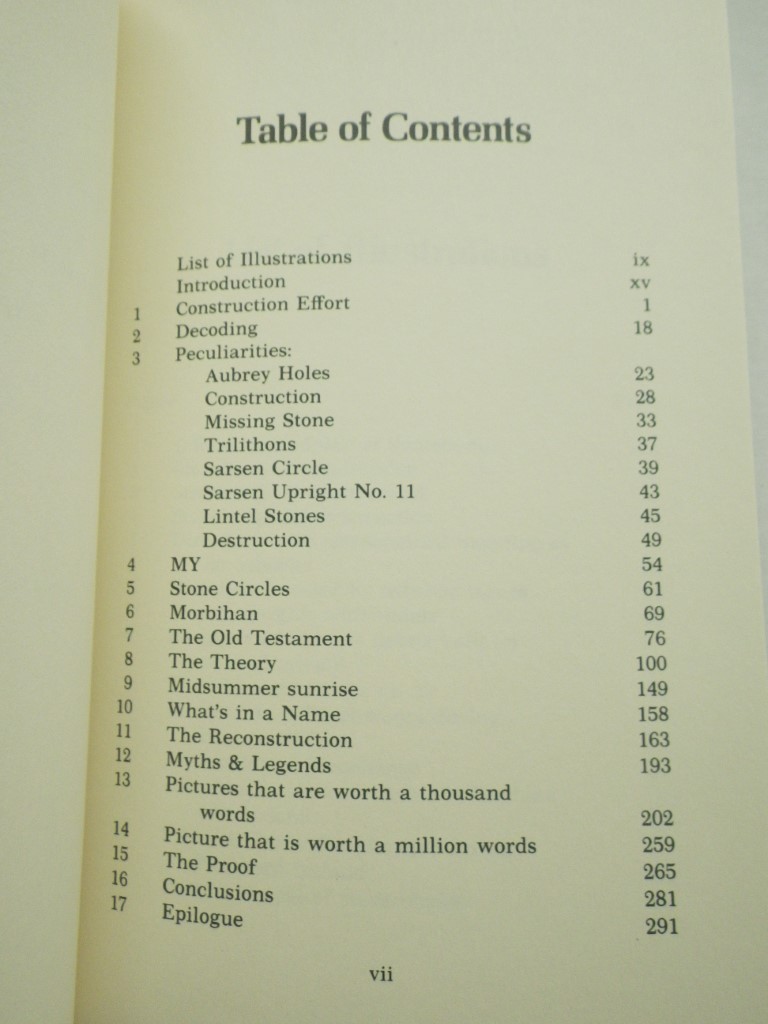 Table of Contents
List of Illustrations ix
Introduction xv
1 Construction Effort 1
2 Decoding 18
3 Peculiarities:
Aubrey Holes 23
Construction 28
Missing Stone 33
Trilithons 37
Sarsen Circle 39
Sarsen Upright No. 11 43
Lintel Stones 45
Destruction 49
4 MY 54
5 Stone Circles 61
6 Morbihan 69
7 The Old Testament 76
8 The Theory 100
9 Midsummer sunrise 149
10 What's in a Name 158
11 The Reconstruction 163
12 Myths & Legends 193
13 Pictures that are worth a thousand
words 202
14 Picture that is worth a million words 259
15 The Proof 265
16 Conclusions 281
17 Epilogue 291
vii